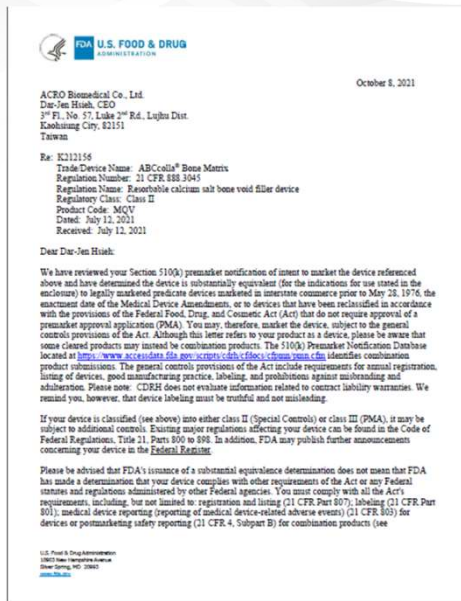 FDA U.S. FOOD & DRUG
ADMINISTRATION
October 8, 2021
ACRO Biomedical Co., Ltd.
Dar-Jen Hsieh, CEO
3rd Fl., No. 57, Luke 2nd Rd., Lujhu Dist.
Kaohsiung City, 82151
Taiwan
Re: K212156
Trade/Device Name: ABCcolla® Bone Matrix
Regulation Number: 21 CFR 888.3045
Regulation Name: Resorbable calcium salt bone void filler device
Regulatory Class: Class II
Product Code: MQV
Dated: July 12, 2021
Received: July 12, 2021
Dear Dar-Jen Hsieh:
We have reviewed your Section 510(k) premarket notification of intent to market the device referenced
above and have determined the device is substantially equivalent (for the indications for use stated in the
enclosure) to legally marketed predicate devices marketed in interstate commerce prior to May 28, 1976, the
enactment date of the Medical Device Amendments, or to devices that have been reclassified in accordance
with the provisions of the Federal Food, Drug, and Cosmetic Act (Act) that do not require approval of a
premarket approval application (PMA). You may, therefore, market the device, subject to the general
controls provisions of the Act. Although this letter refers to your product as a device, please be aware that
some cleared products may instead be combination products. The 510(k) Premarket Notification Database
located at https://www.accessdata.fda.gov/scripts/cdrh/cfdocs/cfpmn/pmn.cfm identifies combination
product submissions. The general controls provisions of the Act include requirements for annual registration,
listing of devices, good manufacturing practice, labeling, and prohibitions against misbranding and
adulteration. Please note: CDRH does not evaluate information related to contract liability warranties. We
remind you, however, that device labeling must be truthful and not misleading.
If your device is classified (see above) into either class II (Special Controls) or class III (PMA), it may be
subject to additional controls. Existing major regulations affecting your device can be found in the Code of
Federal Regulations, Title 21, Parts 800 to 898. In addition, FDA may publish further announcements
concerning your device in the Federal Register.
Please be advised that FDA's issuance of a substantial equivalence determination does not mean that FDA
has made a determination that your device complies with other requirements of the Act or any Federal
statutes and regulations administered by other Federal agencies. You must comply with all the Act's
requirements, including, but not limited to: registration and listing (21 CFR Part 807); labeling (21 CFR Part
801); medical device reporting (reporting of medical device-related adverse events) (21 CFR 803) for
devices or postmarketing safety reporting (21 CFR 4, Subpart B) for combination products (see
U.S. Food & Drug Administration
10903 New Hampshire Avenue
Silver Spring, MD 20993
www.fda.gov